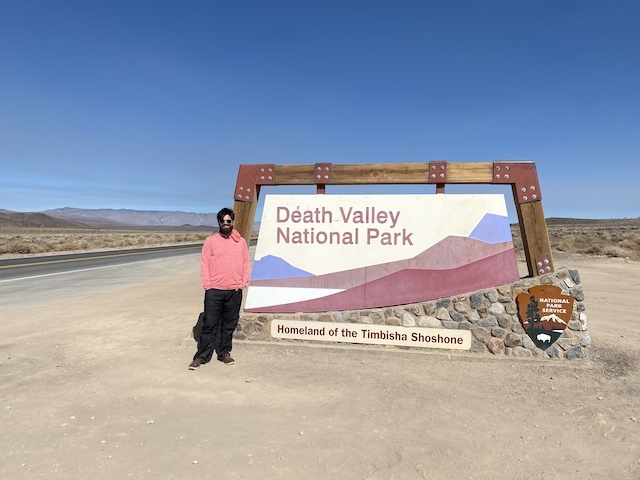 Death Valley
National Park
Homeland of the Timbisha Shoshone
NATIONAL
PARK
SERVICE